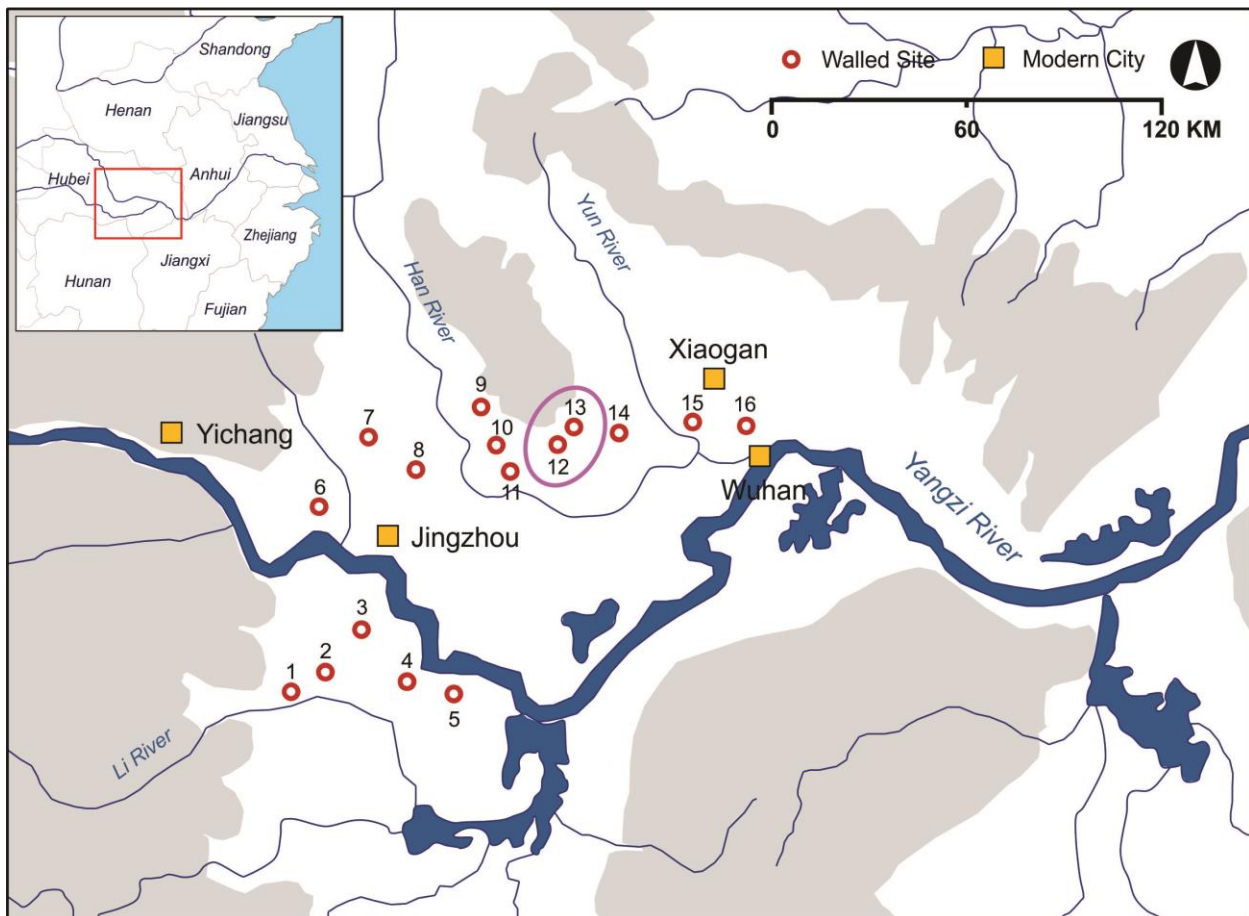 Shandong
Henan
Jiangsu
Hubei
Anhui
Zhejiang
Hunan
Jiangxi
Fujian
Walled Site
Modern City
0
60
120 KM
Yun River
Han River
Xiaogan
9
13
7
10
14
15
16
Yichang
8
12
11
Wuhan
6
Yangzi River
Jingzhou
3
2
4
1
5
Li River